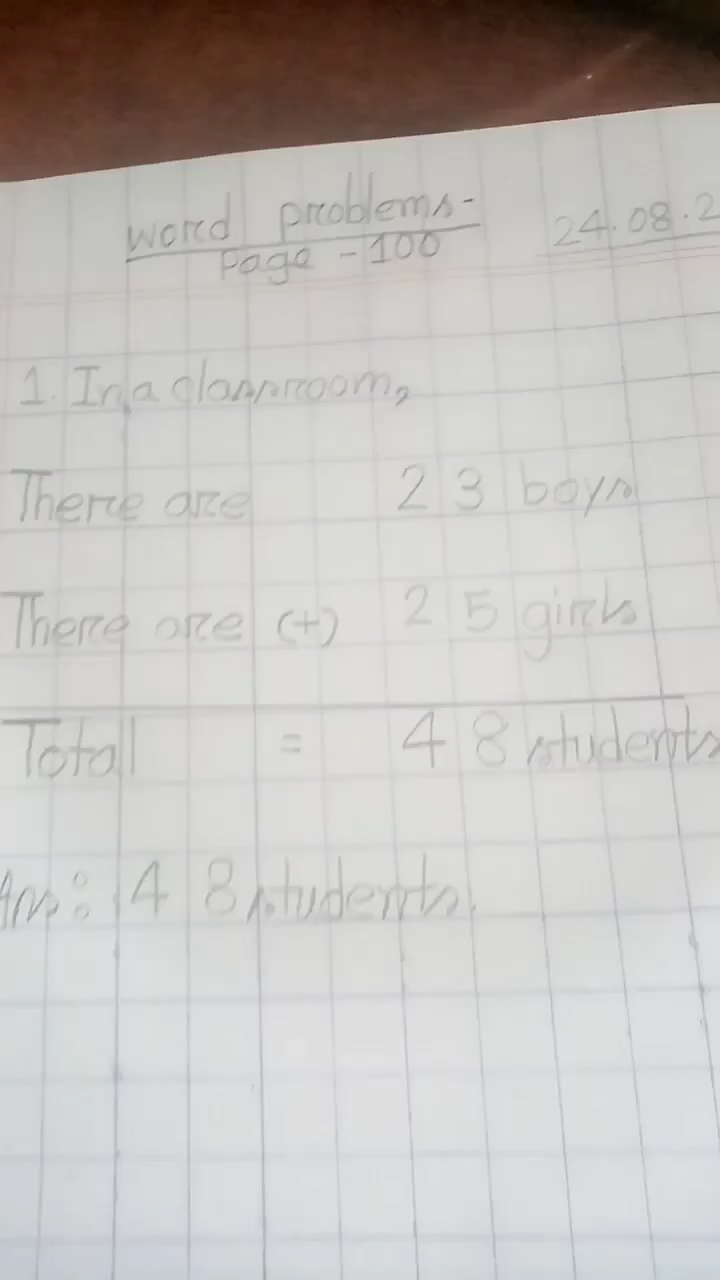 word problems-
Page - 100
24.08.2
1. In a classroom,
There are 23 boys
There are (+) 25 girls
Total = 48 students
Ans: 48 students.